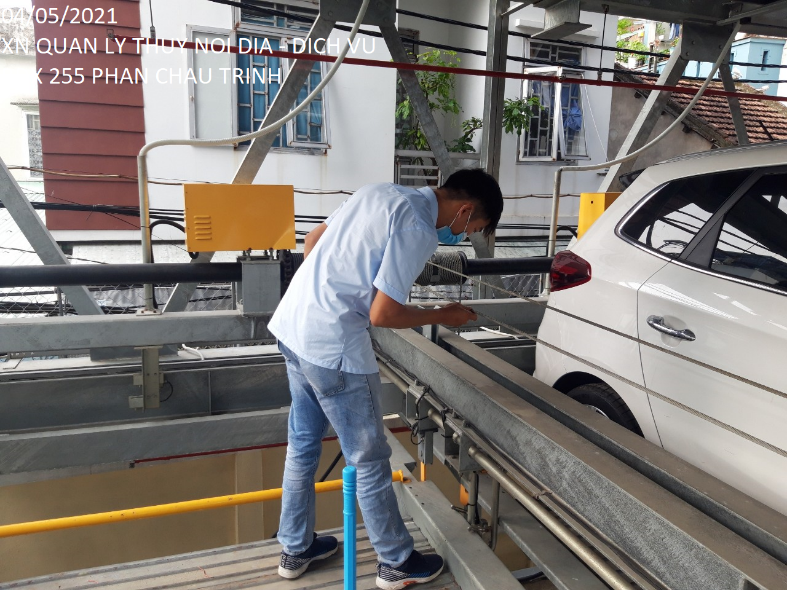 04/05/2021
XN QUAN LY THUY NOI DIA - DICH VU
X 255 PHAN CHAU TRINH